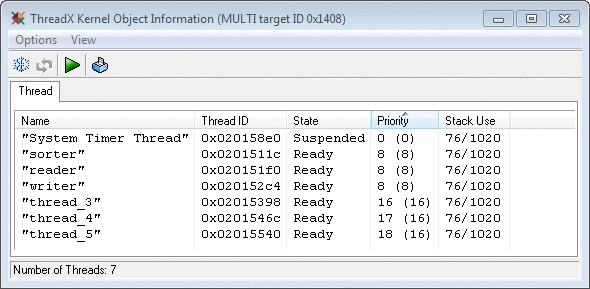 ThreadX Kernel Object Information (MULTI target ID 0x1408)
Options View
Thread
Name Thread ID State Priority Stack Use
"System Timer Thread" 0x020158e0 Suspended 0 (0) 76/1020
"sorter" 0x0201511c Ready 8 (8) 76/1020
"reader" 0x020151f0 Ready 8 (8) 76/1020
"writer" 0x020152c4 Ready 8 (8) 76/1020
"thread_3" 0x02015398 Ready 16 (16) 76/1020
"thread_4" 0x0201546c Ready 17 (16) 76/1020
"thread_5" 0x02015540 Ready 18 (16) 76/1020
Number of Threads: 7